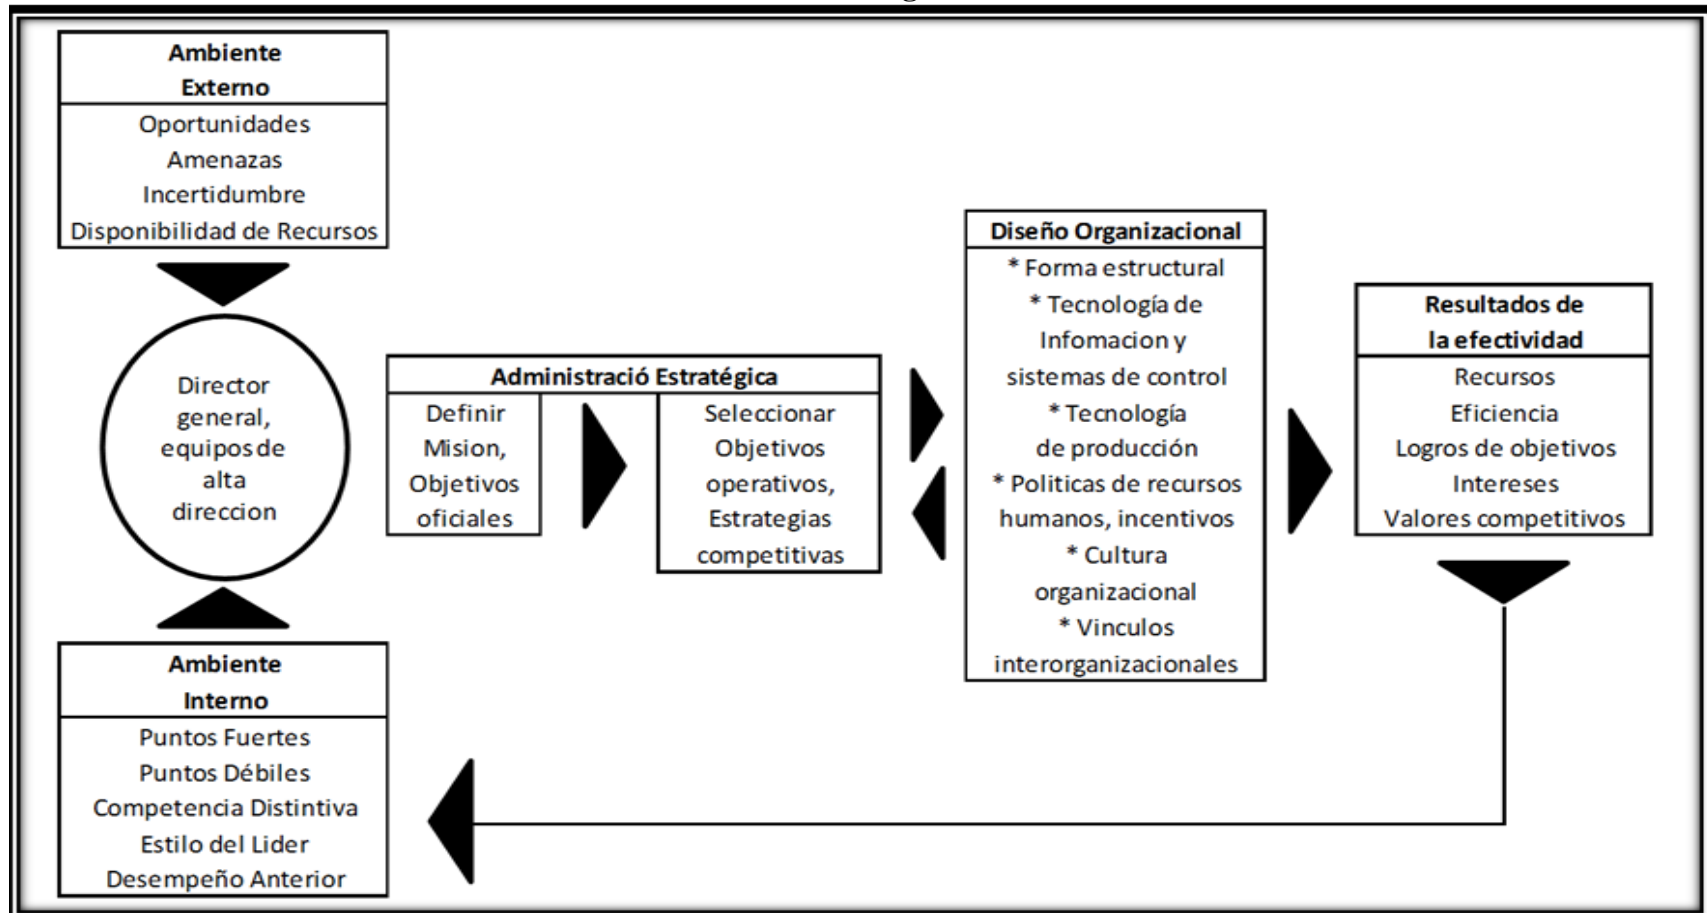 Ambiente
Externo
Oportunidades
Amenazas
Incertidumbre
Disponibilidad de Recursos
Director
general,
equipos de
alta
direccion
Ambiente
Interno
Puntos Fuertes
Puntos Débiles
Competencia Distintiva
Estilo del Lider
Desempeño Anterior
Administració Estratégica
Definir
Mision,
Objetivos
oficiales
Seleccionar
Objetivos
operativos,
Estrategias
competitivas
Diseño Organizacional
* Forma estructural
* Tecnología de
Infomacion y
sistemas de control
* Tecnología
de producción
* Politicas de recursos
humanos, incentivos
* Cultura
organizacional
* Vinculos
interorganizacionales
Resultados de
la efectividad
Recursos
Eficiencia
Logros de objetivos
Intereses
Valores competitivos